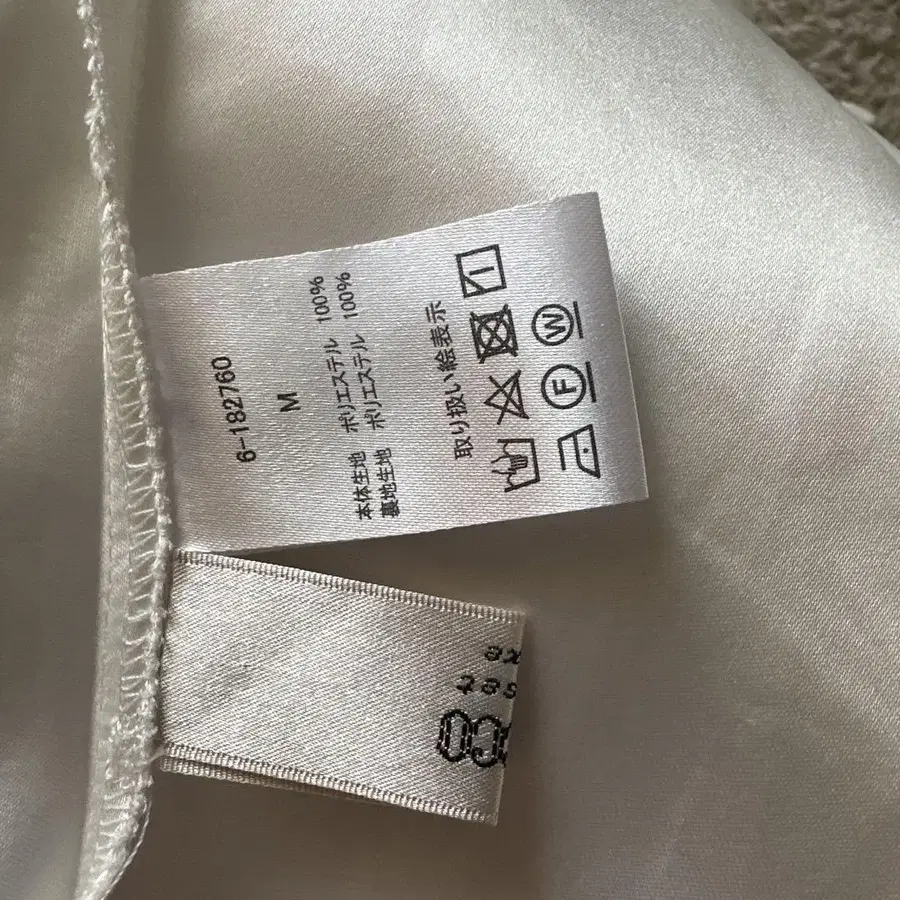 6-182760
M
本体生地 ポリエステル 100%
裏地生地 ポリエステル 100%
取り扱い絵表示
F
W